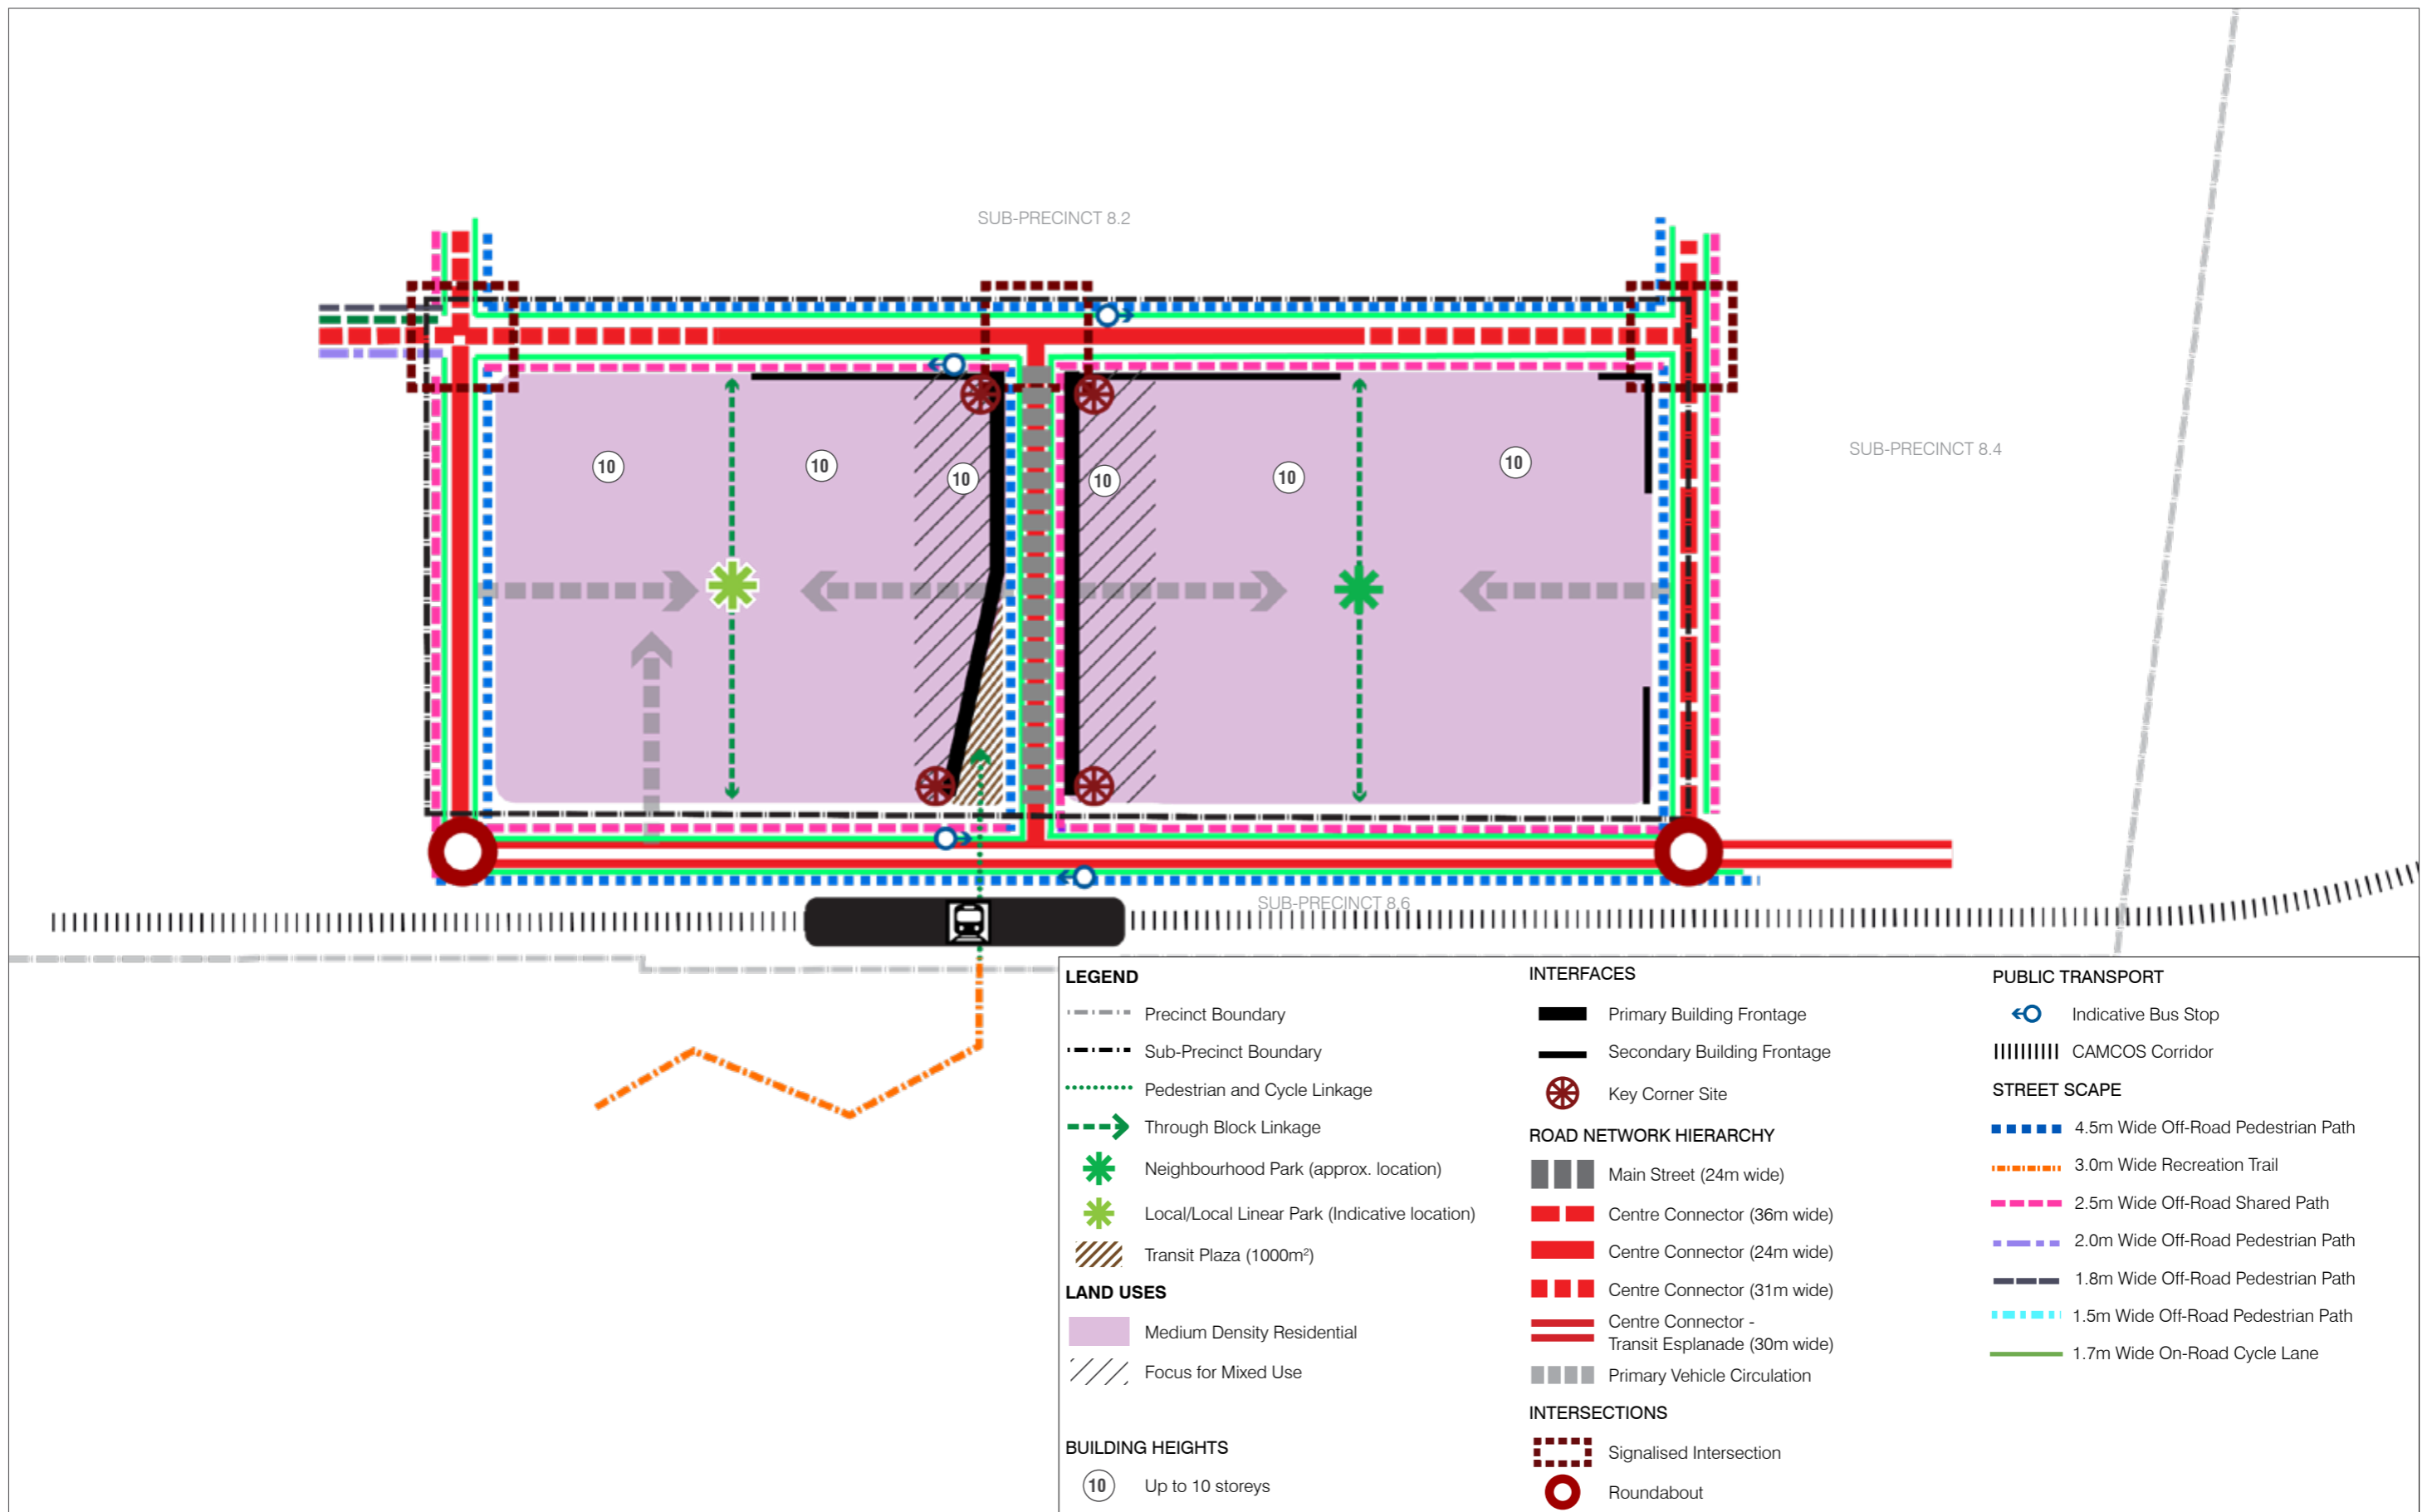 SUB-PRECINCT 8.2
SUB-PRECINCT 8.4
10
10
10
10
10
10
SUB-PRECINCT 8.6
LEGEND
Precinct Boundary
Sub-Precinct Boundary
Pedestrian and Cycle Linkage
Through Block Linkage
Neighbourhood Park (approx. location)
Local/Local Linear Park (Indicative location)
Transit Plaza (1000m²)
LAND USES
Medium Density Residential
Focus for Mixed Use
BUILDING HEIGHTS
10 Up to 10 storeys
INTERFACES
Primary Building Frontage
Secondary Building Frontage
Key Corner Site
ROAD NETWORK HIERARCHY
Main Street (24m wide)
Centre Connector (36m wide)
Centre Connector (24m wide)
Centre Connector (31m wide)
Centre Connector -
Transit Esplanade (30m wide)
Primary Vehicle Circulation
INTERSECTIONS
Signalised Intersection
Roundabout
PUBLIC TRANSPORT
Indicative Bus Stop
CAMCOS Corridor
STREET SCAPE
4.5m Wide Off-Road Pedestrian Path
3.0m Wide Recreation Trail
2.5m Wide Off-Road Shared Path
2.0m Wide Off-Road Pedestrian Path
1.8m Wide Off-Road Pedestrian Path
1.5m Wide Off-Road Pedestrian Path
1.7m Wide On-Road Cycle Lane